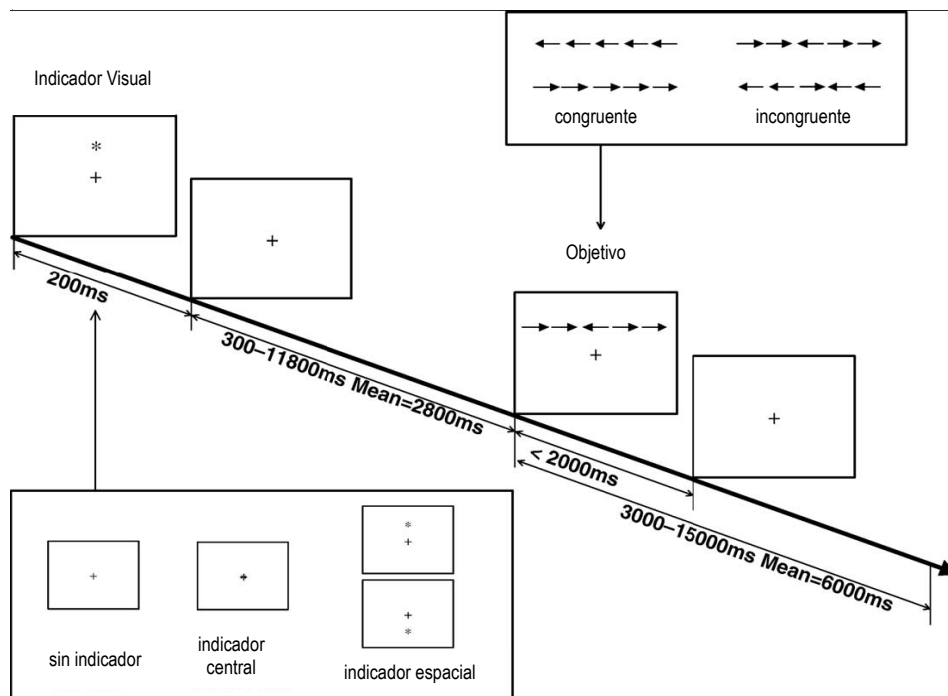 Indicador Visual
congruente
incongruente
Objetivo
200ms
300–11800ms Mean=2800ms
< 2000ms
3000–15000ms Mean=6000ms
sin indicador
indicador
central
indicador espacial